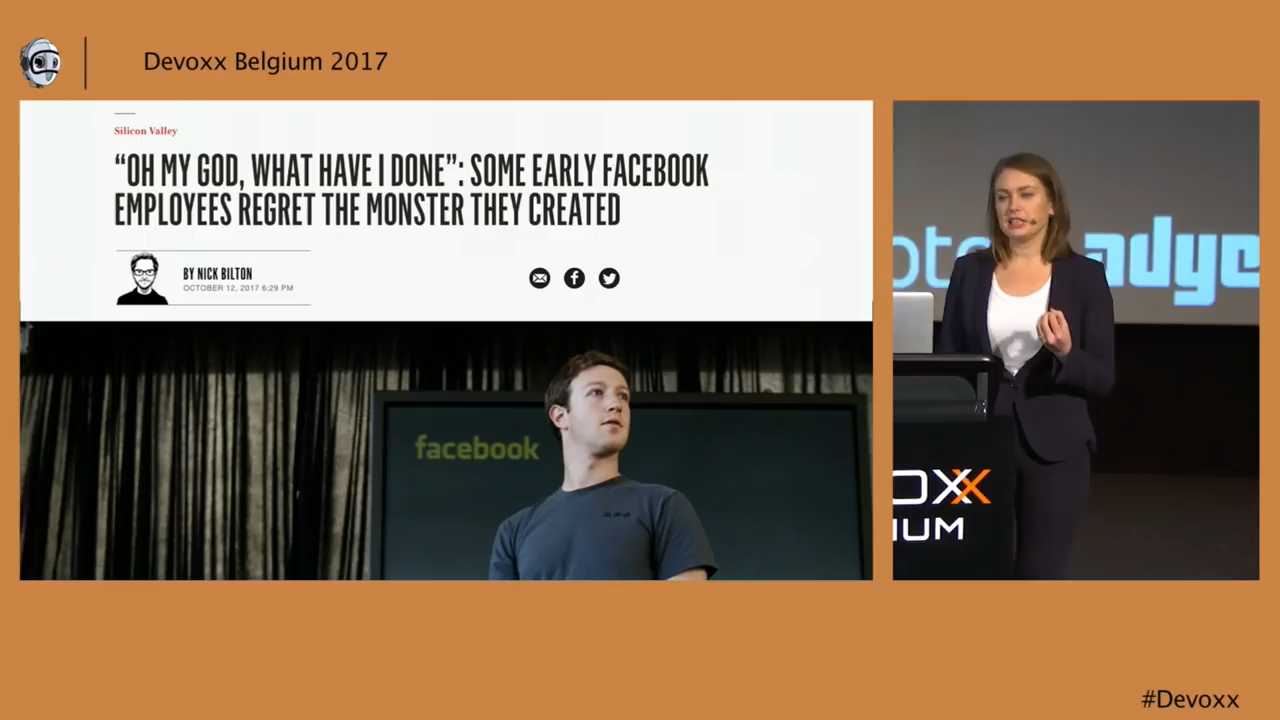 Devoxx Belgium 2017
Silicon Valley
“OH MY GOD, WHAT HAVE I DONE”: SOME EARLY FACEBOOK
EMPLOYEES REGRET THE MONSTER THEY CREATED
BY NICK BILTON
OCTOBER 12, 2017 6:29 PM
facebook
#Devoxx